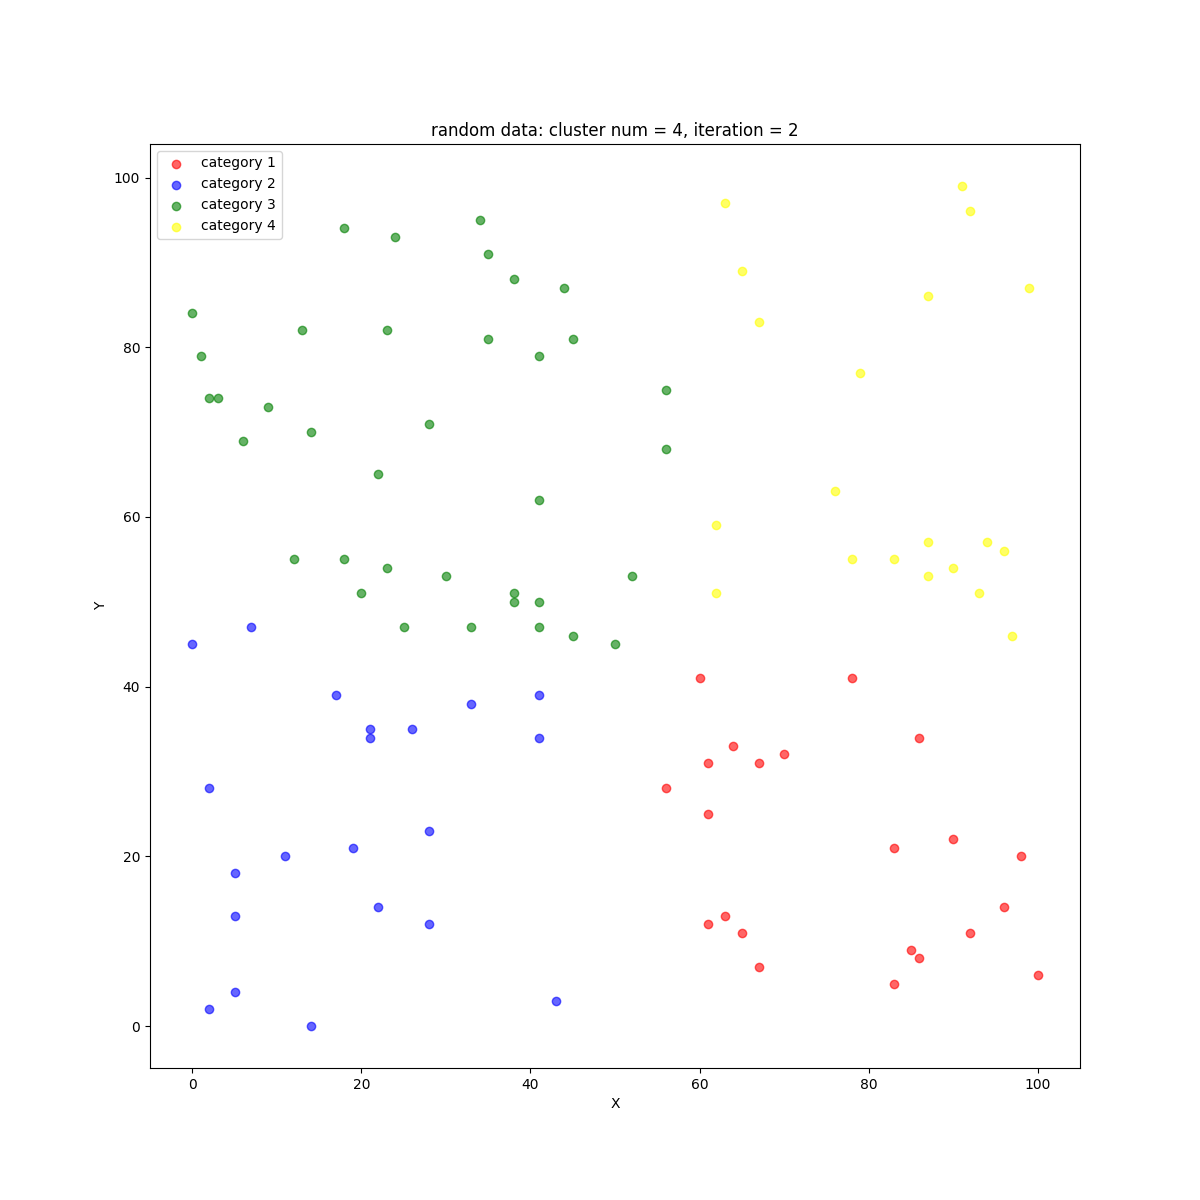 random data: cluster num = 4, iteration = 2
category 1
category 2
category 3
category 4
100
80
60
40
20
0
Y
0 20 40 60 80 100
X